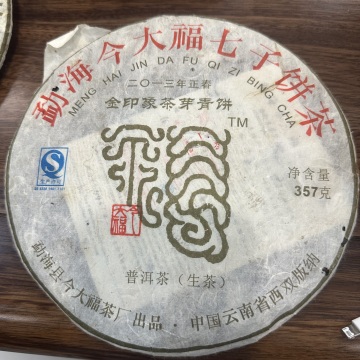 勐海今大福七子饼茶
MENG HAI JIN DA FU QI ZI BING CHA
二〇一三年正春
金印象茶芽青饼
TM
净含量
357克
今大福
普洱茶（生茶）
勐海县今大福茶厂出品·中国云南省西双版纳